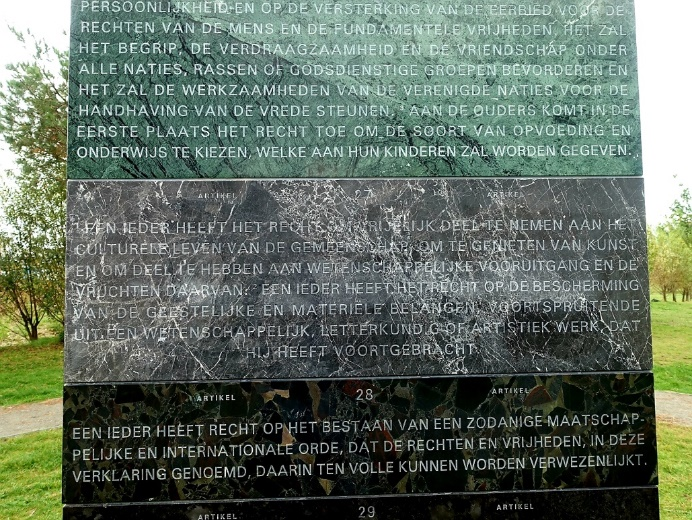 PERSOONLIJKHEID EN OP DE VERSTERKING VAN DE EERBIED VOOR DE
RECHTEN VAN DE MENS EN DE FUNDAMENTELE VRIJHEDEN. HET ZAL
HET BEGRIP, DE VERDRAAGZAAMHEID EN DE VRIENDSCHAP ONDER
ALLE NATIES, RASSEN OF GODSDIENSTIGE GROEPEN BEVORDEREN EN
HET ZAL DE WERKZAAMHEDEN VAN DE VERENIGDE NATIES VOOR DE
HANDHAVING VAN DE VREDE STEUNEN. AAN DE OUDERS KOMT IN DE
EERSTE PLAATS HET RECHT TOE OM DE SOORT VAN OPVOEDING EN
ONDERWIJS TE KIEZEN, WELKE AAN HUN KINDEREN ZAL WORDEN GEGEVEN.
ARTIKEL 27 ARTIKEL
EEN IEDER HEEFT HET RECHT OM VRIJELIJK DEEL TE NEMEN AAN HET
CULTURELE LEVEN VAN DE GEMEENSCHAP, OM TE GENIETEN VAN KUNST
EN OM DEEL TE HEBBEN AAN WETENSCHAPPELIJKE VOORUITGANG EN DE
VRUCHTEN DAARVAN. EEN IEDER HEEFT HET RECHT OP DE BESCHERMING
VAN DE GEESTELIJKE EN MATERIËLE BELANGEN, VOORTSPRUITENDE
UIT EEN WETENSCHAPPELIJK, LETTERKUNDIG OF ARTISTIEK WERK, DAT
HIJ HEEFT VOORTGEBRACHT.
ARTIKEL 28 ARTIKEL
EEN IEDER HEEFT RECHT OP HET BESTAAN VAN EEN ZODANIGE MAATSCHAP-
PELIJKE EN INTERNATIONALE ORDE, DAT DE RECHTEN EN VRIJHEDEN, IN DEZE
VERKLARING GENOEMD, DAARIN TEN VOLLE KUNNEN WORDEN VERWEZENLIJKT.
ARTIKEL 29 ARTIKEL